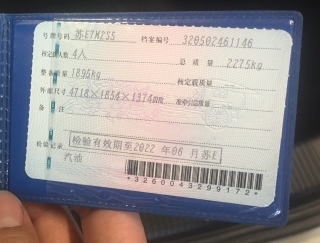 号牌号码 苏E7M2S5 档案编号 320502461146
核定载人数 4人 总质量 2275kg
整备质量 1895kg 核定载质量
外廓尺寸 4718×1854×1374mm 准牵引总质量
备注
检验记录 检验有效期至2022年06月苏E
汽油
*3200043299172*